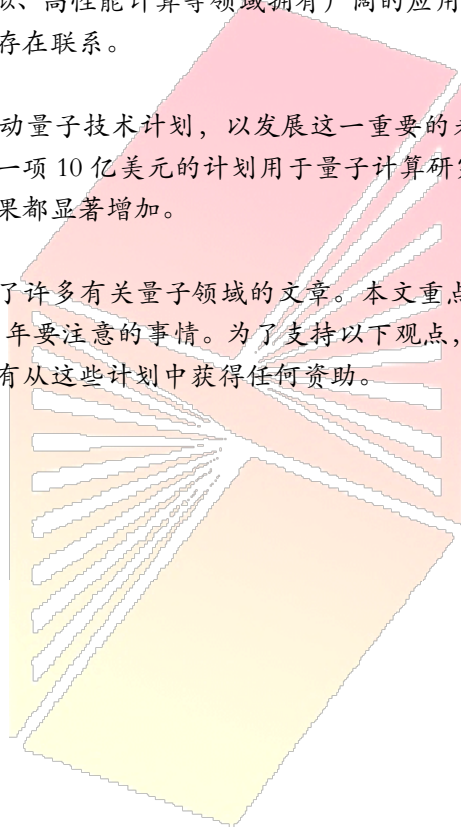 、高性能计算等领域拥有广阔的应用
存在联系。
动量子技术计划，以发展这一重要的
一项 10 亿美元的计划用于量子计算研
果都显著增加。
了许多有关量子领域的文章。本文重点
年要注意的事情。为了支持以下观点，
有从这些计划中获得任何资助。